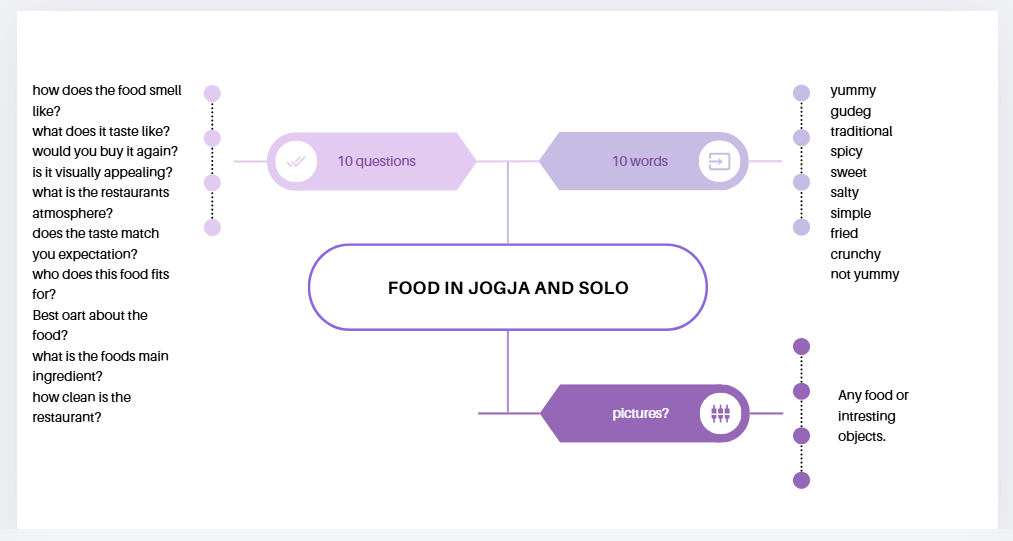 how does the food smell
like?
what does it taste like?
would you buy it again?
is it visually appealing?
what is the restaurants
atmosphere?
does the taste match
you expectation?
who does this food fits
for?
Best oart about the
food?
what is the foods main
ingredient?
how clean is the
restaurant?
10 questions
10 words
yummy
gudeg
traditional
spicy
sweet
salty
simple
fried
crunchy
not yummy
FOOD IN JOGJA AND SOLO
pictures?
Any food or
intresting
objects.